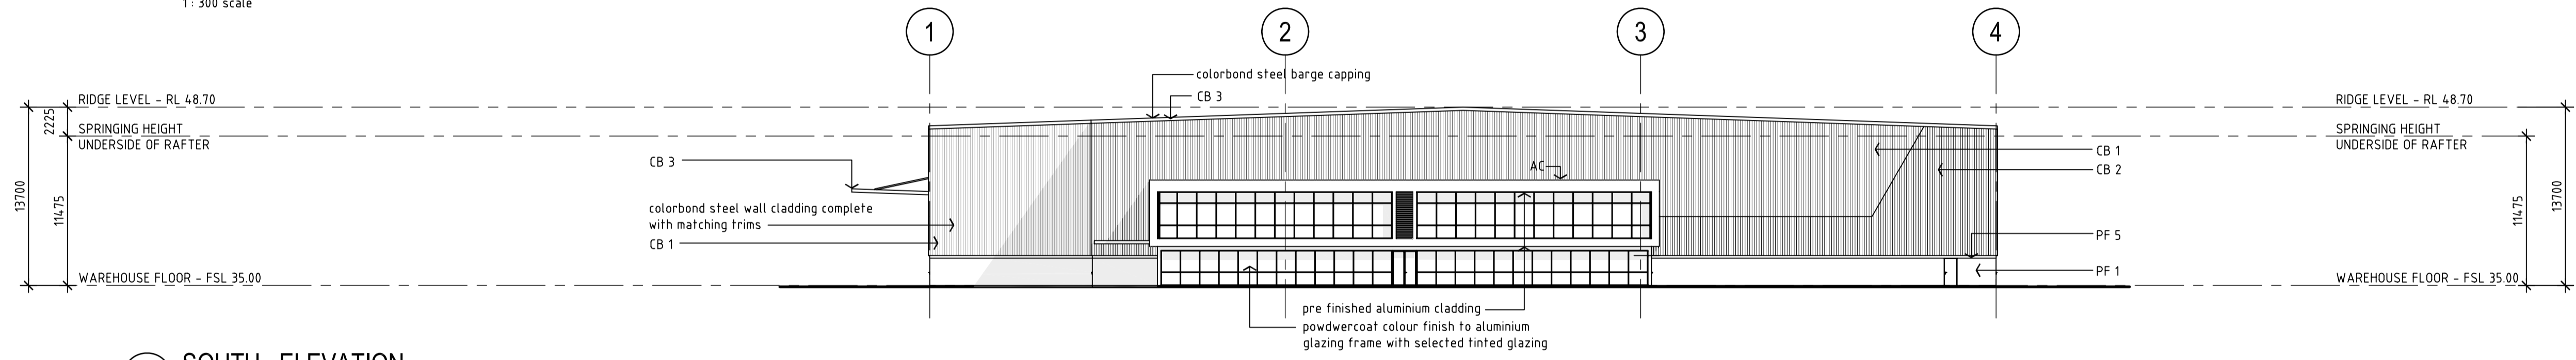 1 : 300 scale
1
2
3
4
colorbond steel barge capping
CB 3
RIDGE LEVEL - RL 48.70
RIDGE LEVEL - RL 48.70
2225
SPRINGING HEIGHT
UNDERSIDE OF RAFTER
SPRINGING HEIGHT
UNDERSIDE OF RAFTER
CB 3
AC
CB 1
CB 2
13700
11475
11475
13700
colorbond steel wall cladding complete
with matching trims
CB 1
PF 5
PF 1
WAREHOUSE FLOOR - FSL 35.00
WAREHOUSE FLOOR - FSL 35.00
pre finished aluminium cladding
powdwercoat colour finish to aluminium
glazing frame with selected tinted glazing
SOUTH ELEVATION